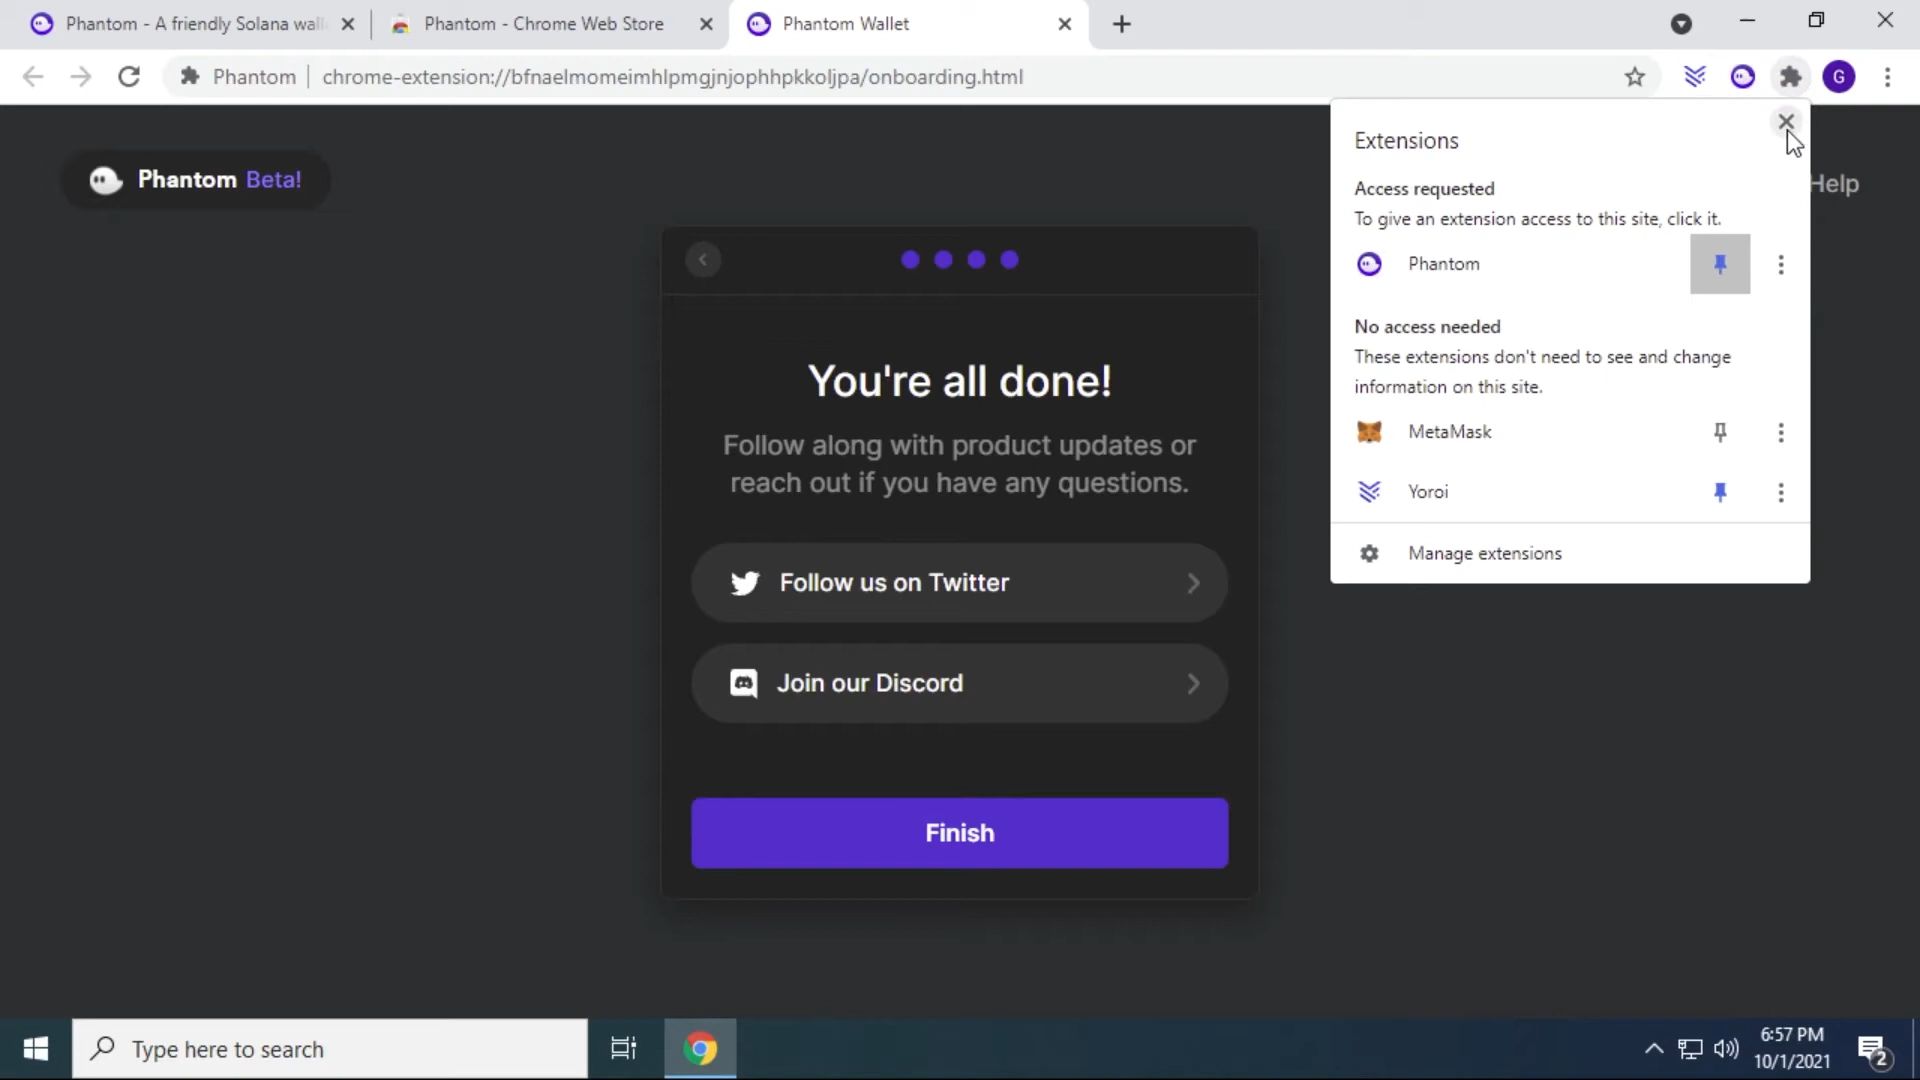 Phantom - A friendly Solana wall
Phantom - Chrome Web Store
Phantom Wallet
Phantom
chrome-extension://bfnaelmomeimhlpmgjnjophhpkkoljpa/onboarding.html
G
Extensions
Access requested
To give an extension access to this site, click it.
Phantom
No access needed
These extensions don't need to see and change
information on this site.
MetaMask
Yoroi
Manage extensions
Phantom Beta!
Help
You're all done!
Follow along with product updates or
reach out if you have any questions.
Follow us on Twitter
Join our Discord
Finish
Type here to search
6:57 PM
10/1/2021
2